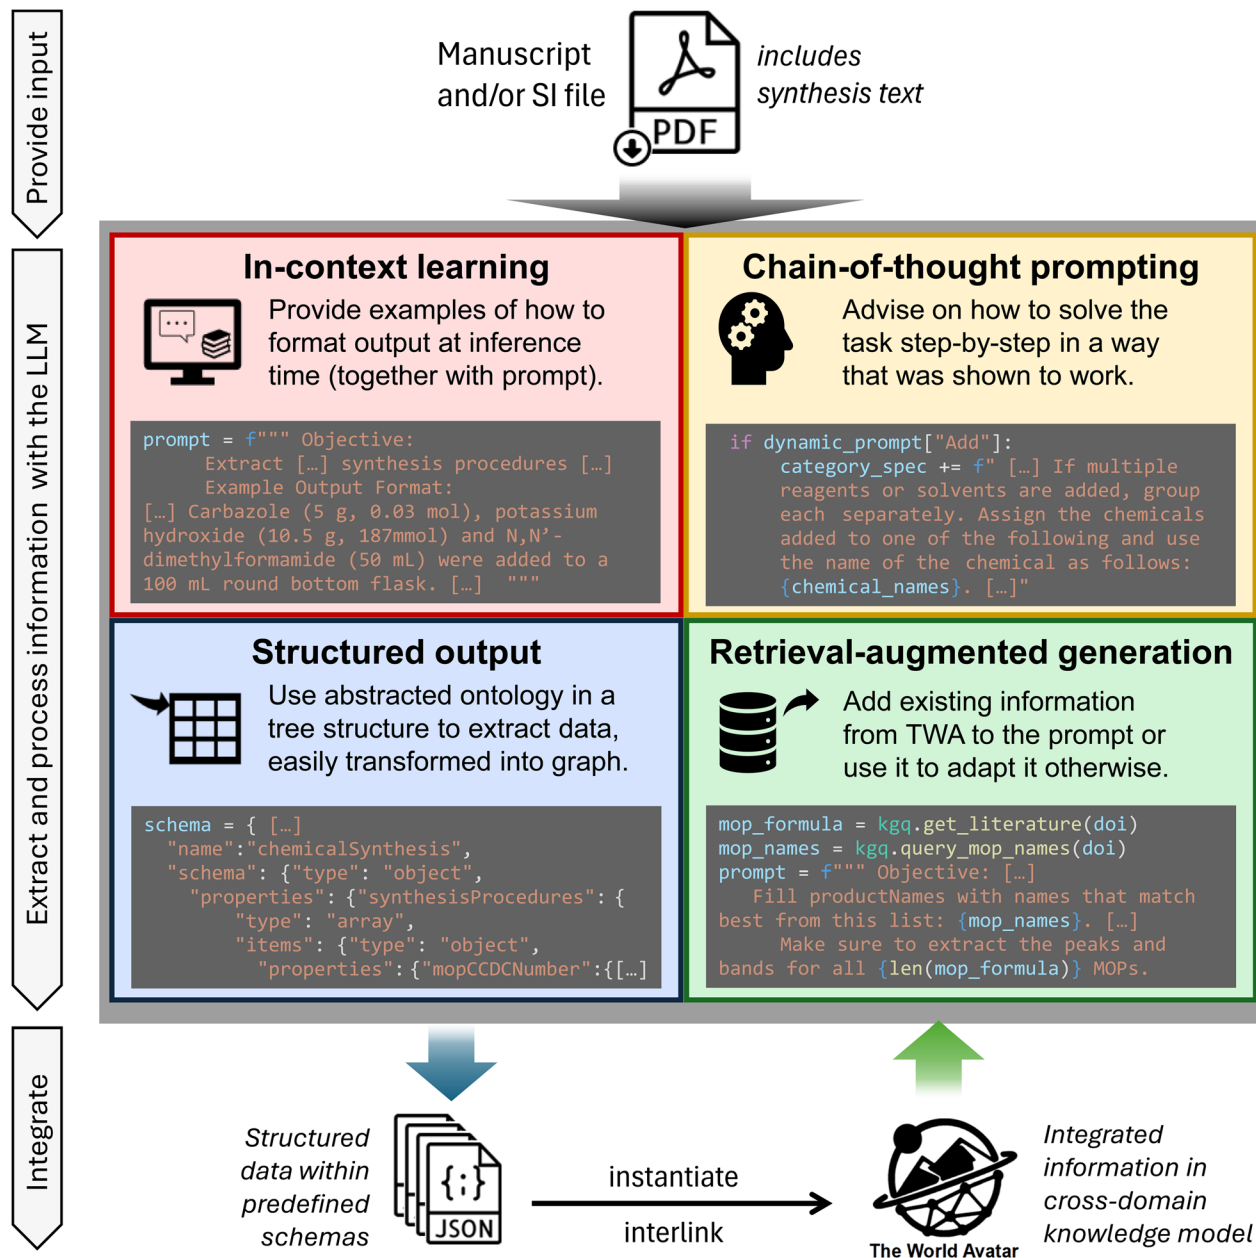 Provide input
Manuscript
and/or SI file
PDF
includes
synthesis text
Extract and process information with the LLM
In-context learning
Provide examples of how to
format output at inference
time (together with prompt).
prompt = f""" Objective:
Extract […] synthesis procedures […]
Example Output Format:
[…] Carbazole (5 g, 0.03 mol), potassium
hydroxide (10.5 g, 187mmol) and N,N’-
dimethylformamide (50 mL) were added to a
100 mL round bottom flask. […] """
Chain-of-thought prompting
Advise on how to solve the
task step-by-step in a way
that was shown to work.
if dynamic_prompt["Add"]:
category_spec += f" […] If multiple
reagents or solvents are added, group
each separately. Assign the chemicals
added to one of the following and use
the name of the chemical as follows:
{chemical_names}. […]"
Structured output
Use abstracted ontology in a
tree structure to extract data,
easily transformed into graph.
schema = { […]
"name":"chemicalSynthesis",
"schema": {"type": "object",
"properties": {"synthesisProcedures": {
"type": "array",
"items": {"type": "object",
"properties":{"mopCCDCNumber":{[…]
Retrieval-augmented generation
Add existing information
from TWA to the prompt or
use it to adapt it otherwise.
mop_formula = kgq.get_literature(doi)
mop_names = kgq.query_mop_names(doi)
prompt = f""" Objective: […]
Fill productNames with names that match
best from this list: {mop_names}. […]
Make sure to extract the peaks and
bands for all {len(mop_formula)} MOPs.
Integrate
Structured
data within
predefined
schemas
{;}
JSON
instantiate
interlink
The World Avatar
Integrated
information in
cross-domain
knowledge model